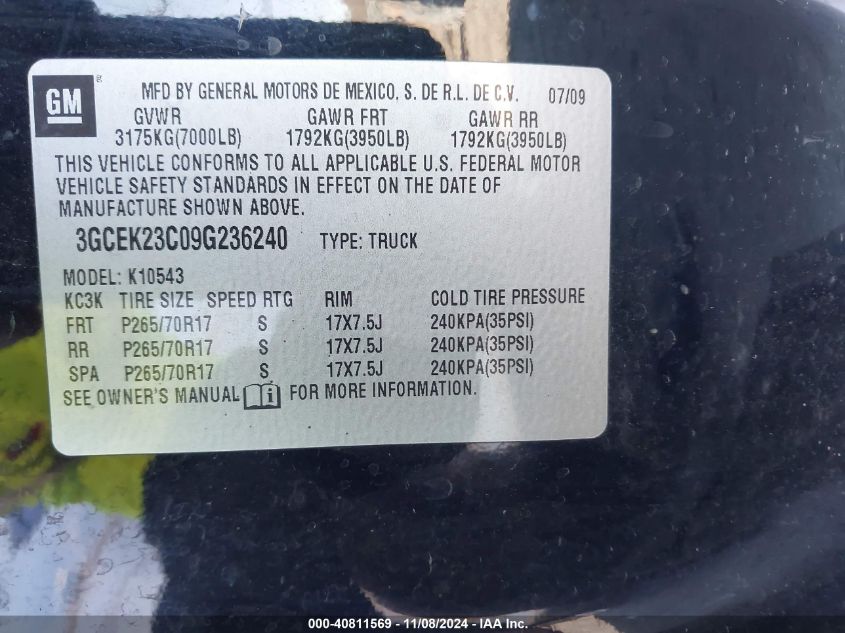 GM
MFD BY GENERAL MOTORS DE MEXICO, S. DE R.L. DE C.V. 07/09
GVWR GAWR FRT GAWR RR
3175KG(7000LB) 1792KG(3950LB) 1792KG(3950LB)
THIS VEHICLE CONFORMS TO ALL APPLICABLE U.S. FEDERAL MOTOR
VEHICLE SAFETY STANDARDS IN EFFECT ON THE DATE OF
MANUFACTURE SHOWN ABOVE.
3GCEK23C09G236240 TYPE: TRUCK
MODEL: K10543
KC3K TIRE SIZE SPEED RTG RIM COLD TIRE PRESSURE
FRT P265/70R17 S 17X7.5J 240KPA(35PSI)
RR P265/70R17 S 17X7.5J 240KPA(35PSI)
SPA P265/70R17 S 17X7.5J 240KPA(35PSI)
SEE OWNER'S MANUAL i FOR MORE INFORMATION.
000-40811569 - 11/08/2024 - IAA Inc.